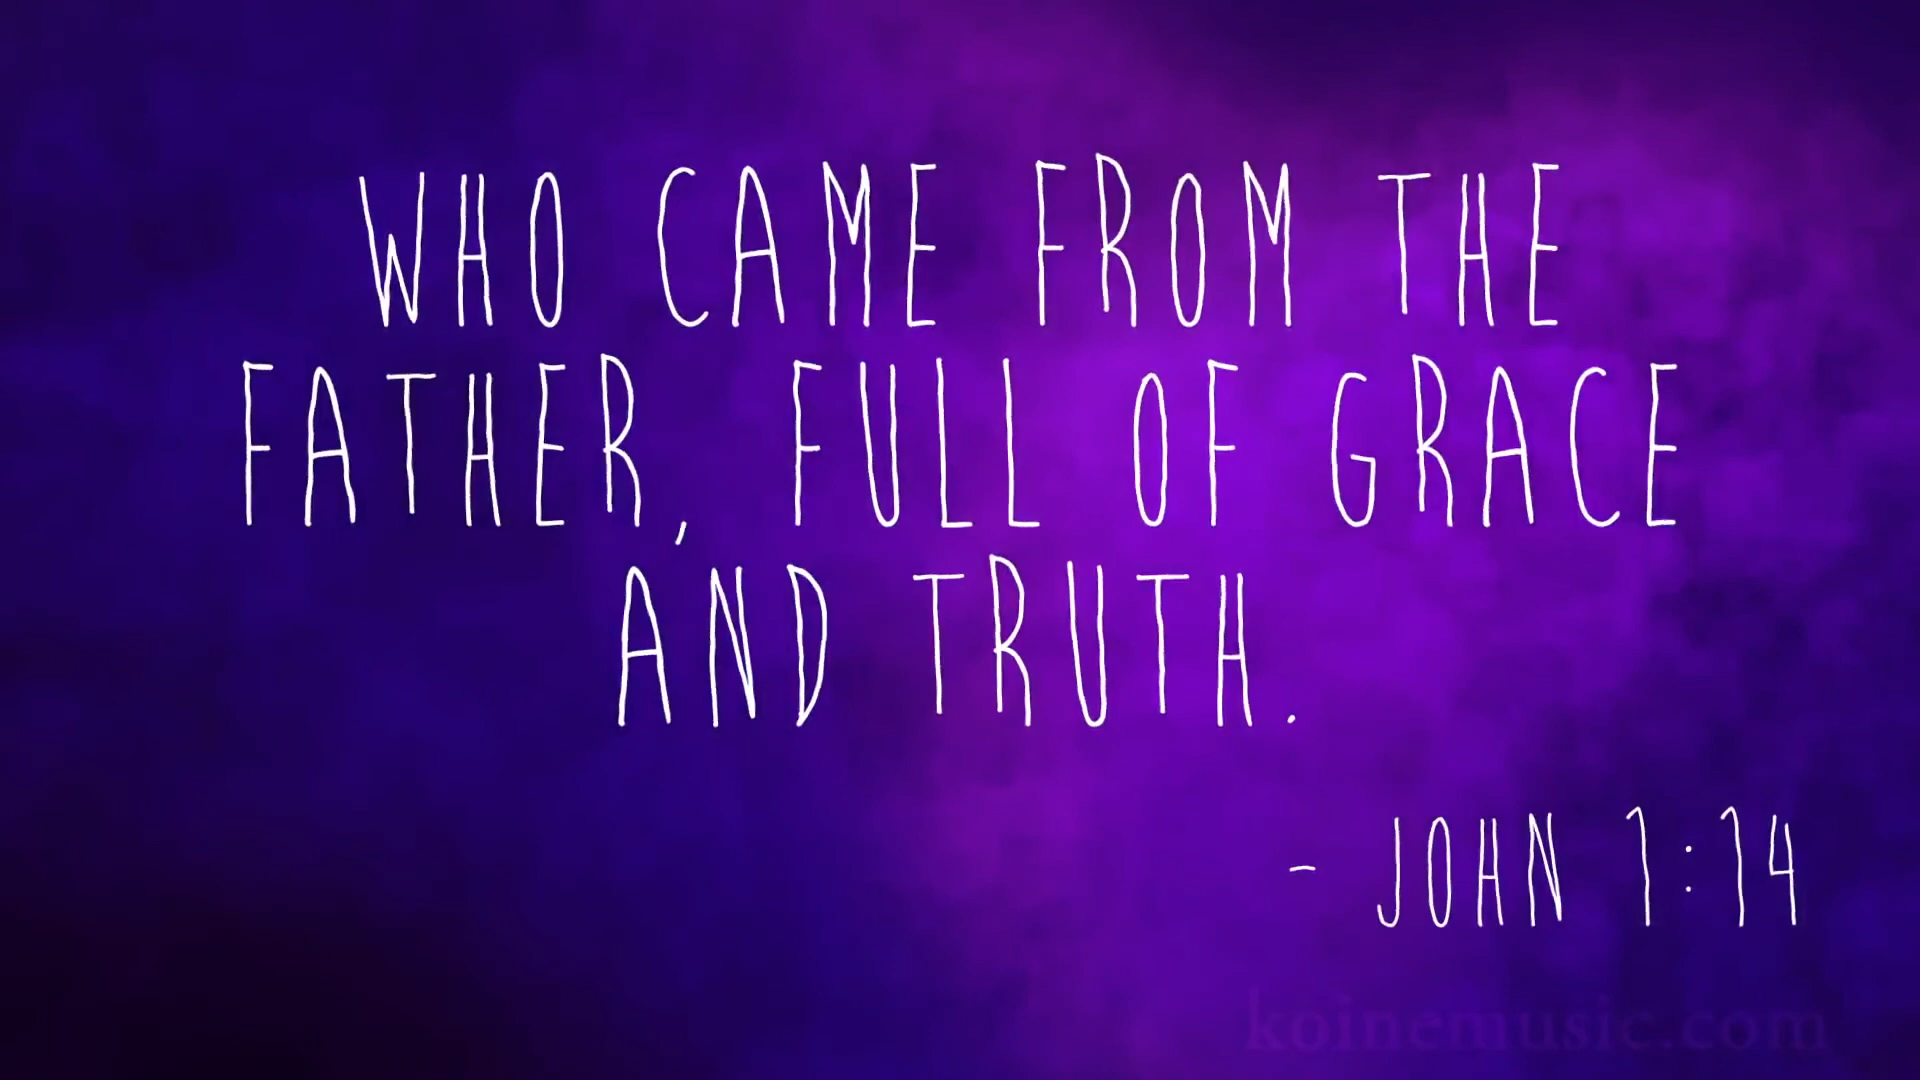 WHO CAME FROM THE
FATHER, FULL OF GRACE
AND TRUTH.
- JOHN 1:14
koinemusic.com